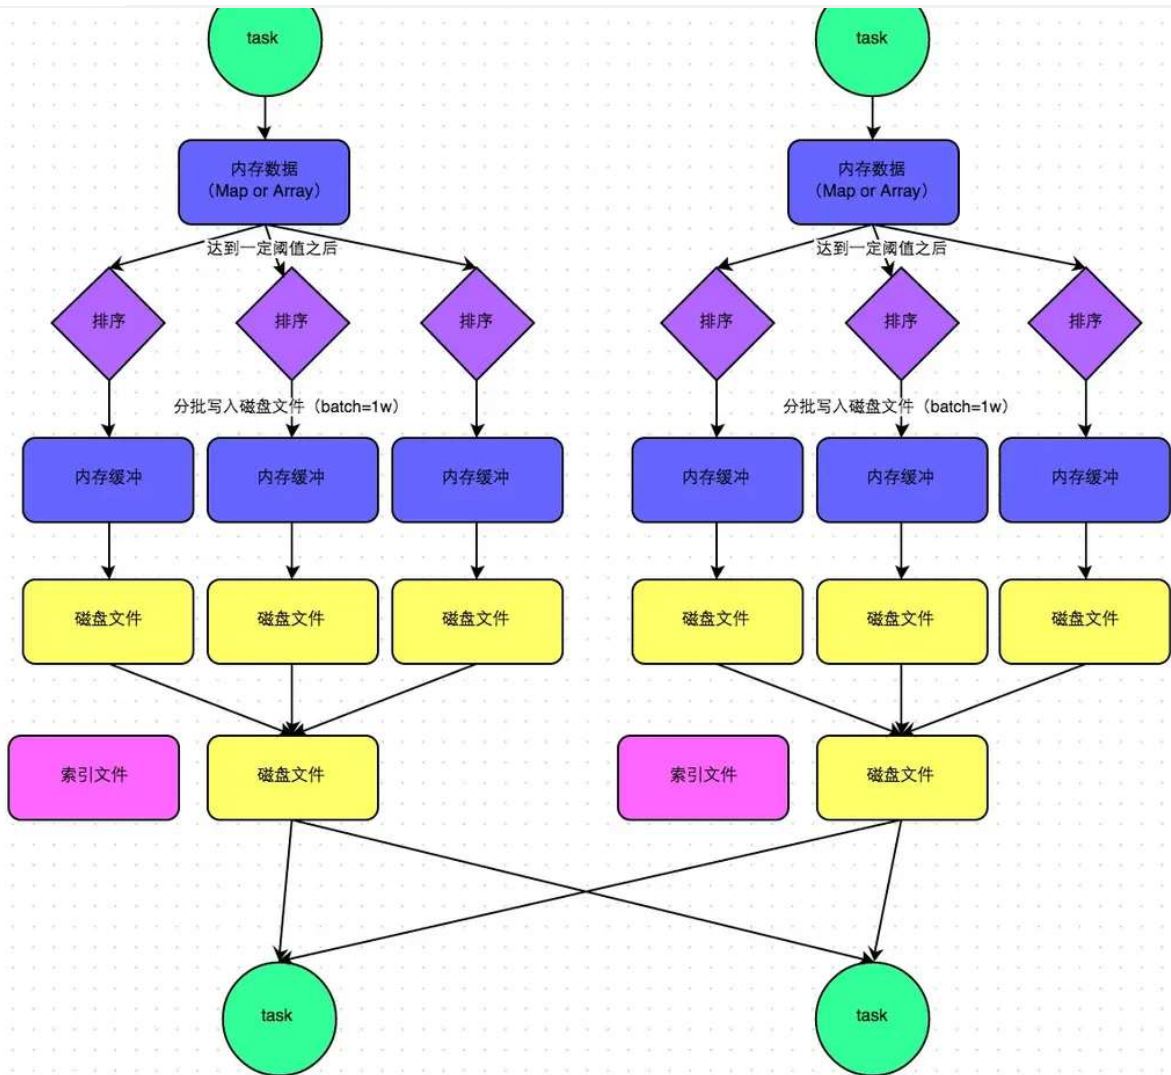 task
task
内存数据
（Map or Array）
内存数据
（Map or Array）
达到一定阈值之后
达到一定阈值之后
排序
排序
排序
排序
排序
排序
分批写入磁盘文件（batch=1w）
分批写入磁盘文件（batch=1w）
内存缓冲
内存缓冲
内存缓冲
内存缓冲
内存缓冲
内存缓冲
磁盘文件
磁盘文件
磁盘文件
磁盘文件
磁盘文件
磁盘文件
索引文件
磁盘文件
索引文件
磁盘文件
task
task